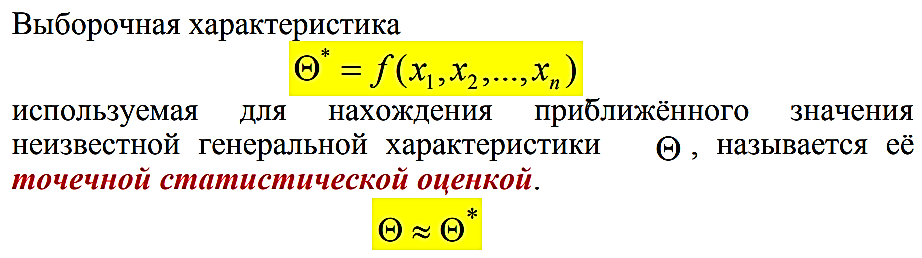 Выборочная характеристика
Θ* = f(x₁, x₂, ..., xₙ)
используемая для нахождения приближённого значения
неизвестной генеральной характеристики Θ , называется её
точечной статистической оценкой.
Θ ≈ Θ*